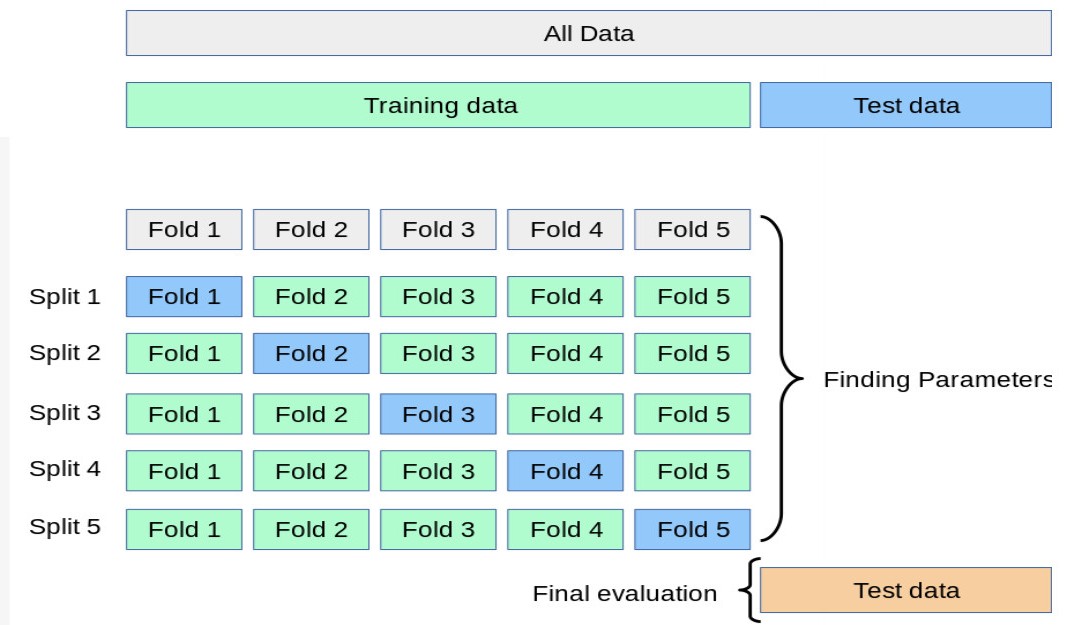 All Data
Training data Test data
Fold 1 Fold 2 Fold 3 Fold 4 Fold 5
Split 1 Fold 1 Fold 2 Fold 3 Fold 4 Fold 5
Split 2 Fold 1 Fold 2 Fold 3 Fold 4 Fold 5
Finding Parameters
Split 3 Fold 1 Fold 2 Fold 3 Fold 4 Fold 5
Split 4 Fold 1 Fold 2 Fold 3 Fold 4 Fold 5
Split 5 Fold 1 Fold 2 Fold 3 Fold 4 Fold 5
Final evaluation Test data